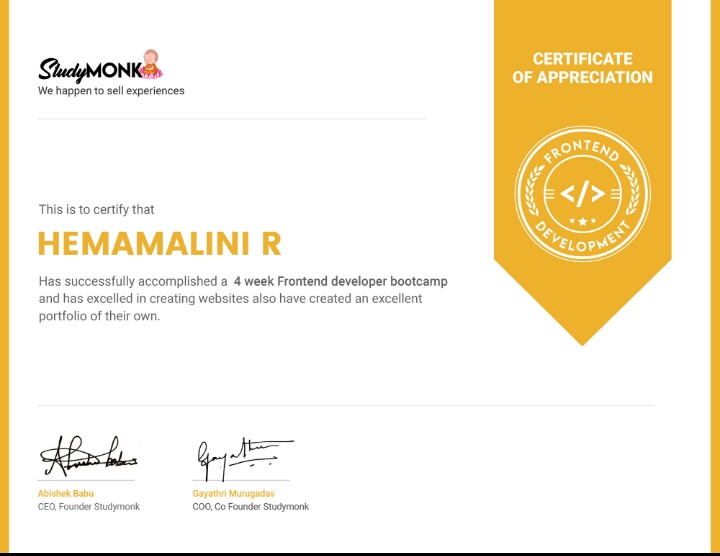 StudyMONK
We happen to sell experiences
CERTIFICATE
OF APPRECIATION
FRONTEND
</>
DEVELOPMENT
This is to certify that
HEMAMALINI R
Has successfully accomplished a 4 week Frontend developer bootcamp
and has excelled in creating websites also have created an excellent
portfolio of their own.
Abishek Babu
CEO, Founder Studymonk
Gayathri Murugadas
COO, Co Founder Studymonk